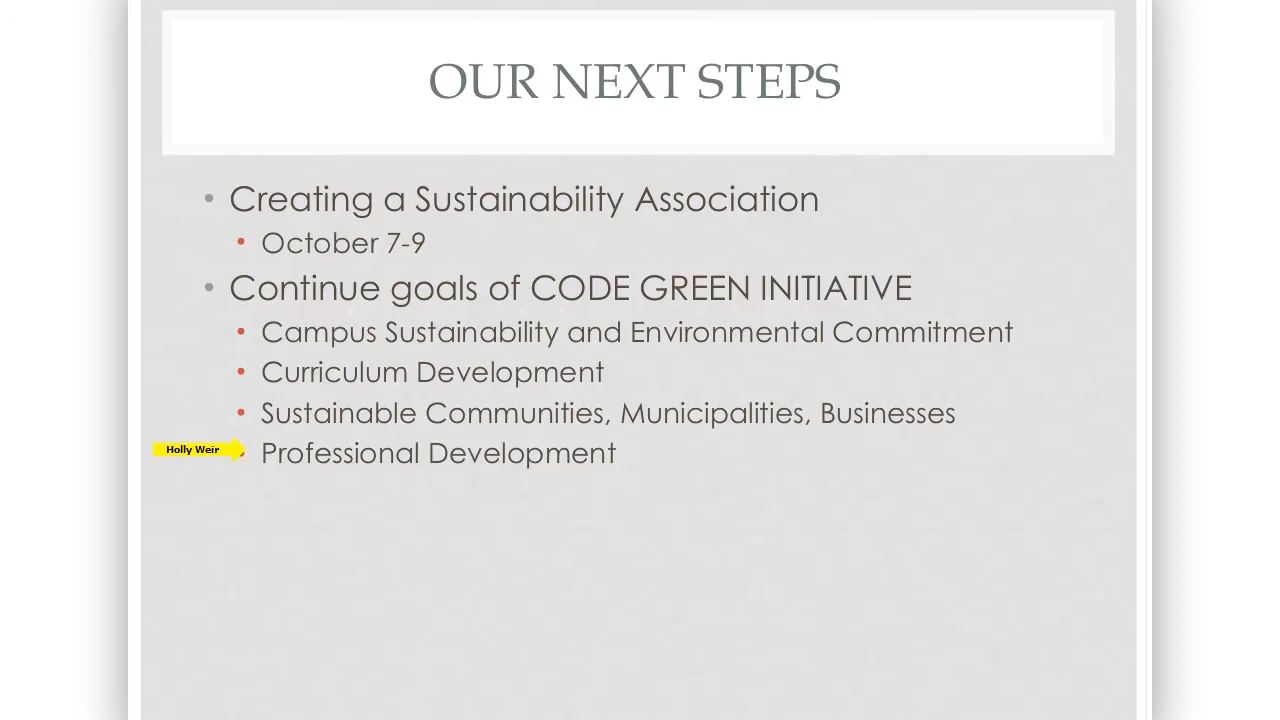 OUR NEXT STEPS
Creating a Sustainability Association
October 7-9
Continue goals of CODE GREEN INITIATIVE
Campus Sustainability and Environmental Commitment
Curriculum Development
Sustainable Communities, Municipalities, Businesses
Holly Weir
Professional Development